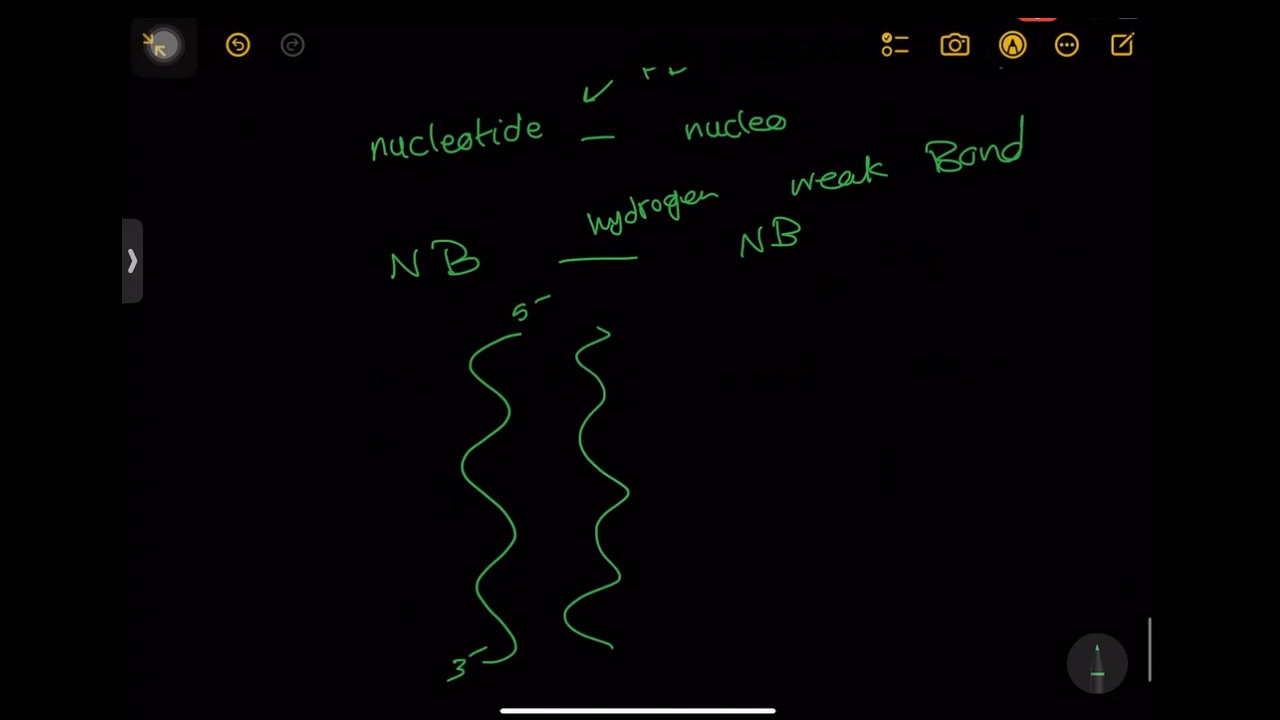 nucleotide — nucleo
hydrogen weak Bond
NB — NB
5'
3'